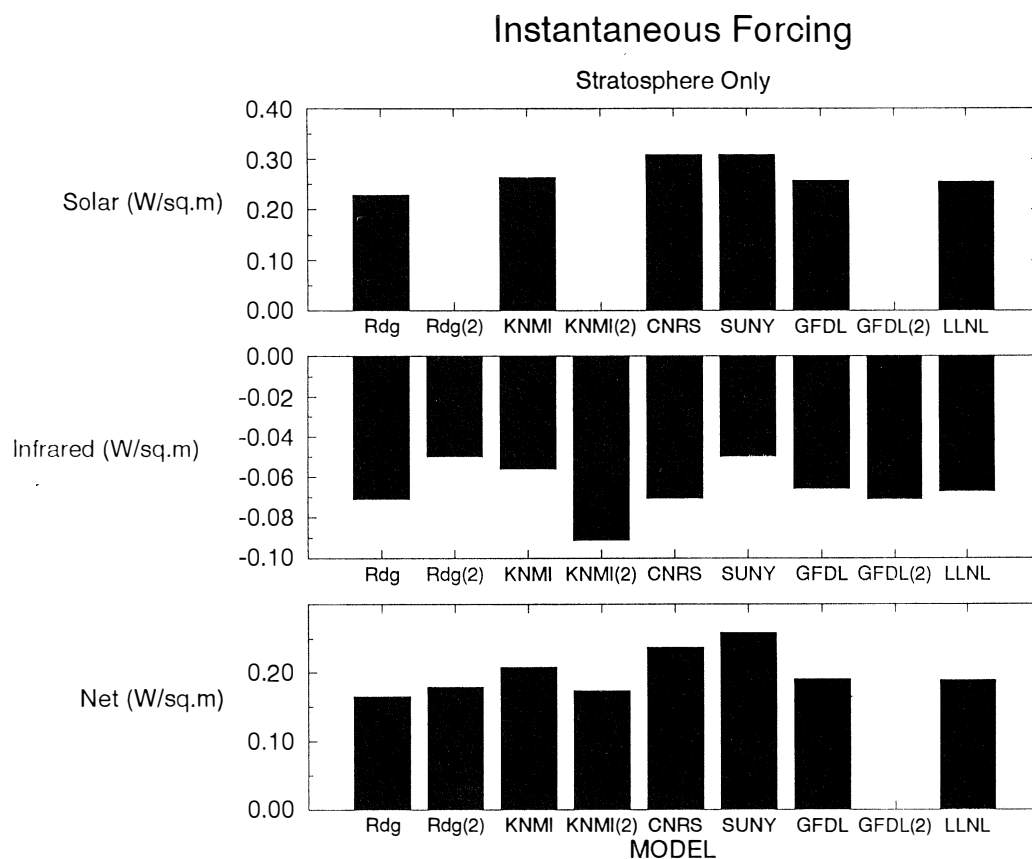 Instantaneous Forcing
Stratosphere Only
Solar (W/sq.m)
0.40
0.30
0.20
0.10
0.00
Rdg Rdg(2) KNMI KNMI(2) CNRS SUNY GFDL GFDL(2) LLNL
Infrared (W/sq.m)
0.00
-0.02
-0.04
-0.06
-0.08
-0.10
Rdg Rdg(2) KNMI KNMI(2) CNRS SUNY GFDL GFDL(2) LLNL
Net (W/sq.m)
0.20
0.10
0.00
Rdg Rdg(2) KNMI KNMI(2) CNRS SUNY GFDL GFDL(2) LLNL
MODEL